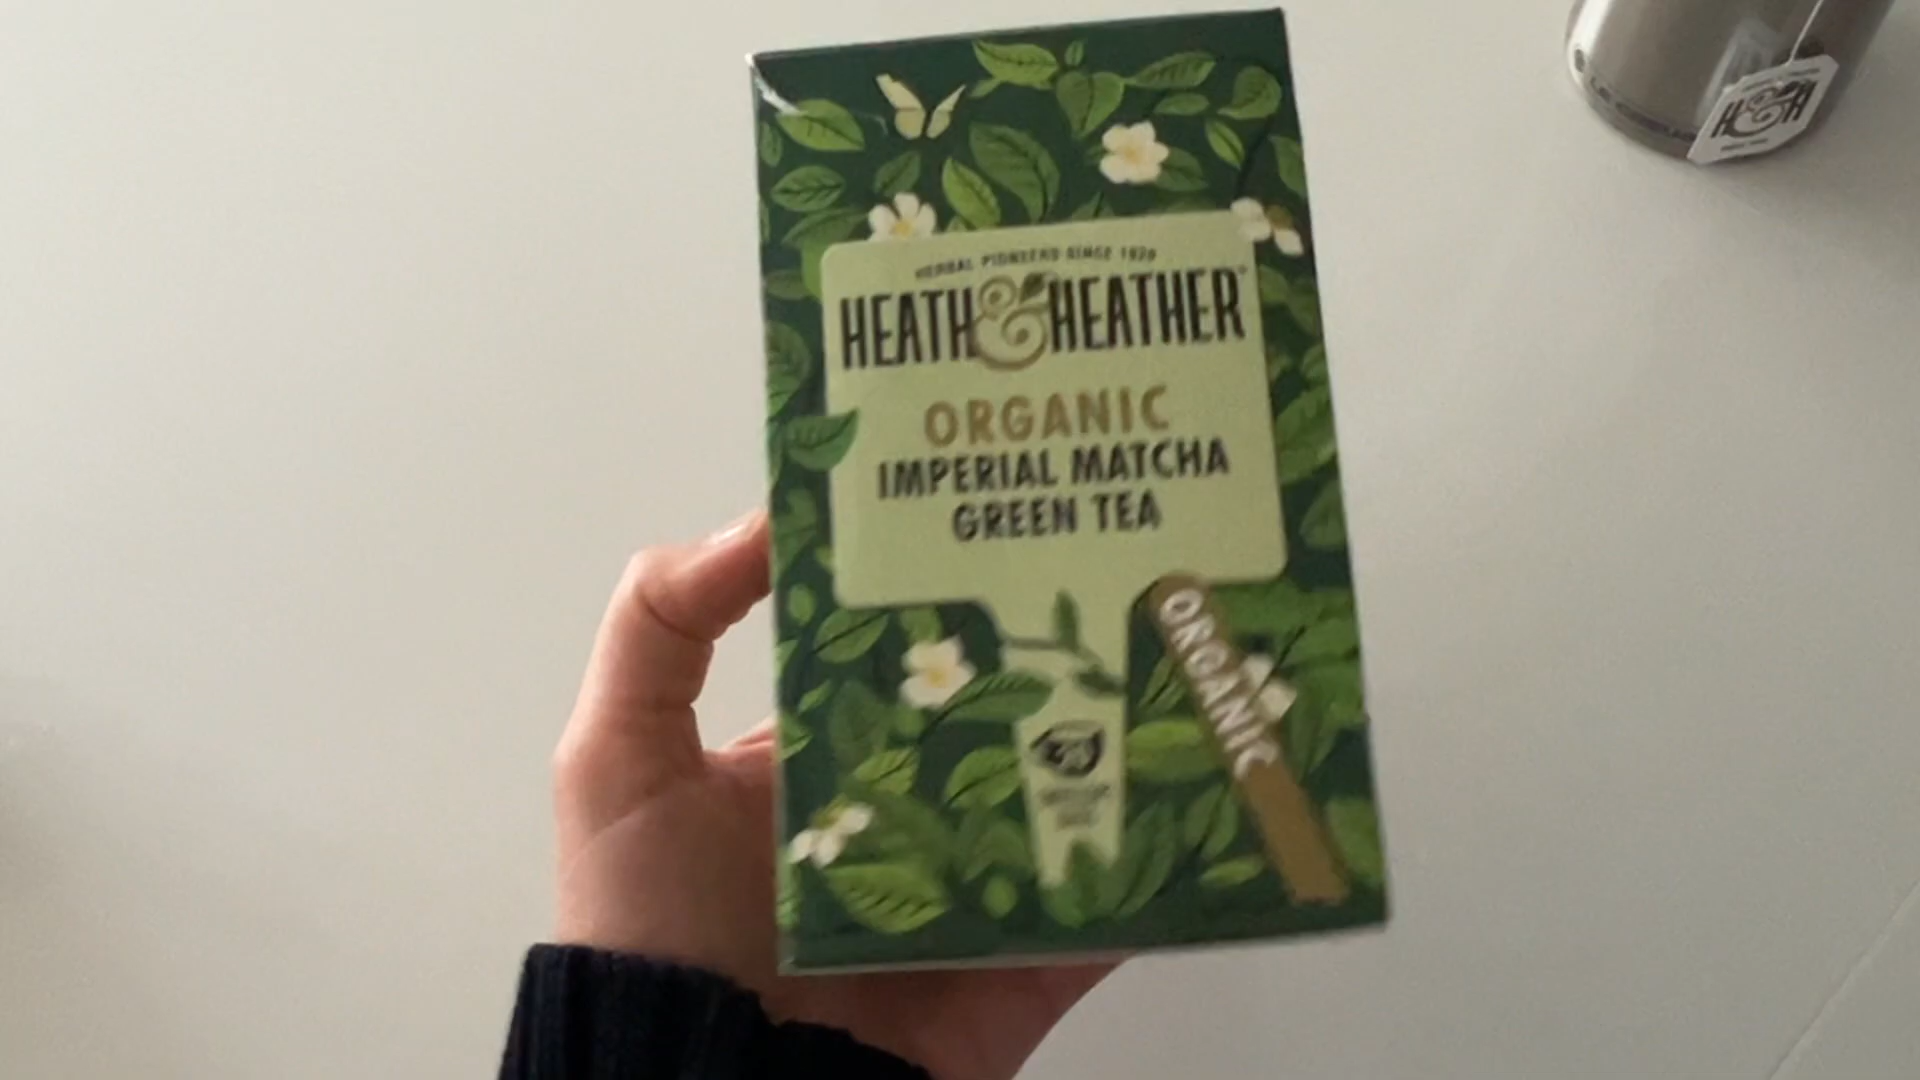 HERBAL PIONEERS SINCE 1920
HEATH & HEATHER
ORGANIC
IMPERIAL MATCHA
GREEN TEA
ORGANIC
H&H